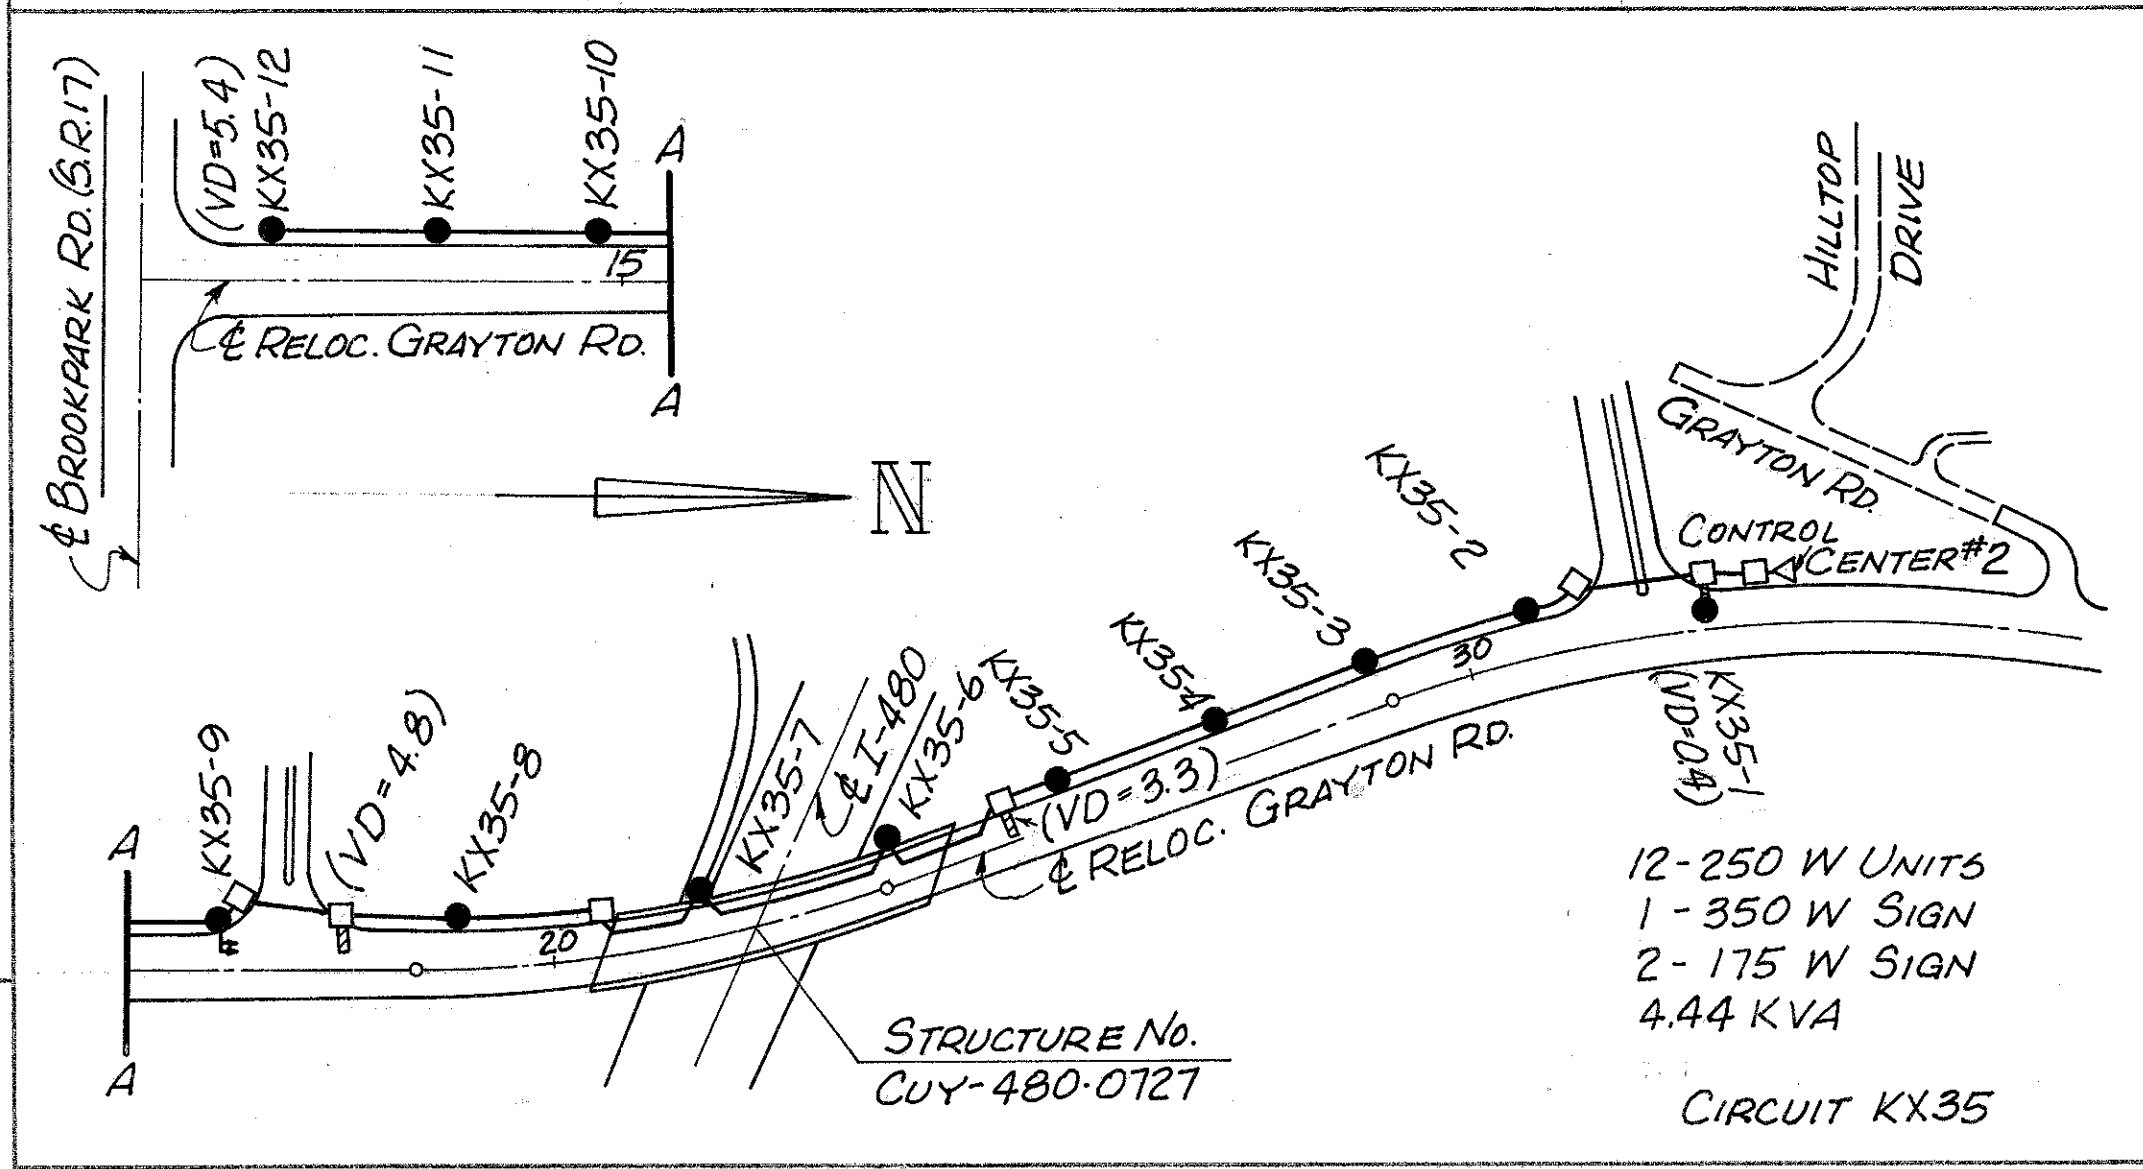 ℄ BROOKPARK RD. (S.R.17)
(VD=5.4)
KX35-12
KX35-11
KX35-10
A
15
℄ RELOC. GRAYTON RD.
A
N
HILLTOP
DRIVE
GRAYTON RD.
CONTROL
CENTER #2
KX35-2
KX35-3
KX35-4
KX35-5
30
KX35-1
(VD=0.4)
KX35-6
℄ I-480
KX35-7
(VD=3.3)
℄ RELOC. GRAYTON RD.
KX35-8
(VD=4.8)
KX35-9
A
20
A
STRUCTURE NO.
CUY-480-0727
12-250 W UNITS
1-350 W SIGN
2-175 W SIGN
4.44 KVA
CIRCUIT KX35